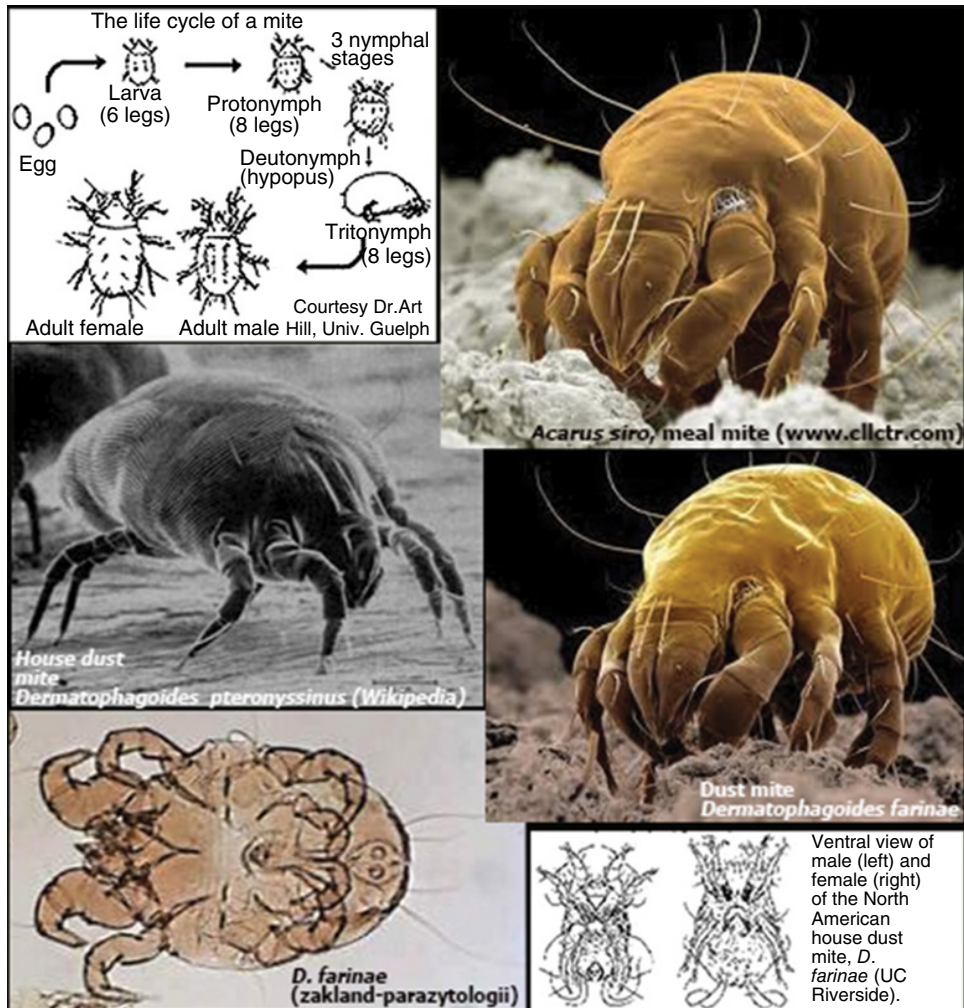 The life cycle of a mite
3 nymphal
stages
Larva
(6 legs)
Protonymph
(8 legs)
Egg
Deutonymph
(hypopus)
Tritonymph
(8 legs)
Adult female
Adult male
Courtesy Dr.Art
Hill, Univ. Guelph
Acarus siro, meal mite (www.cllctr.com)
House dust
mite
Dermatophagoides pteronyssinus (Wikipedia)
Dust mite
Dermatophagoides farinae
D. farinae
(zakland-parazytologii)
Ventral view of
male (left) and
female (right)
of the North
American
house dust
mite, D.
farinae (UC
Riverside).